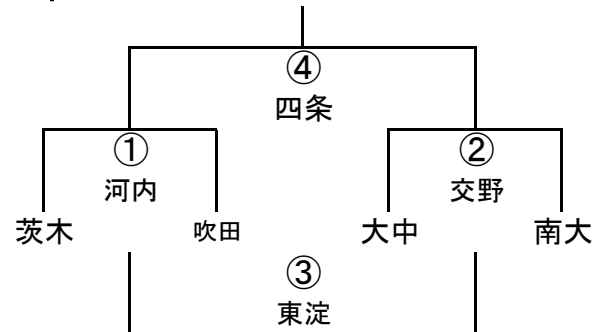 ④
四条
① ②
河内 交野
茨木 吹田 大中 南大
③
東淀